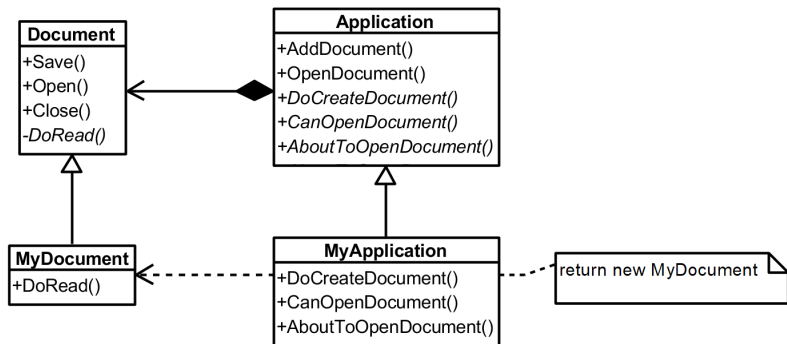 Document
+Save()
+Open()
+Close()
-DoRead()
Application
+AddDocument()
+OpenDocument()
+DoCreateDocument()
+CanOpenDocument()
+AboutToOpenDocument()
MyDocument
+DoRead()
MyApplication
+DoCreateDocument()
+CanOpenDocument()
+AboutToOpenDocument()
return new MyDocument